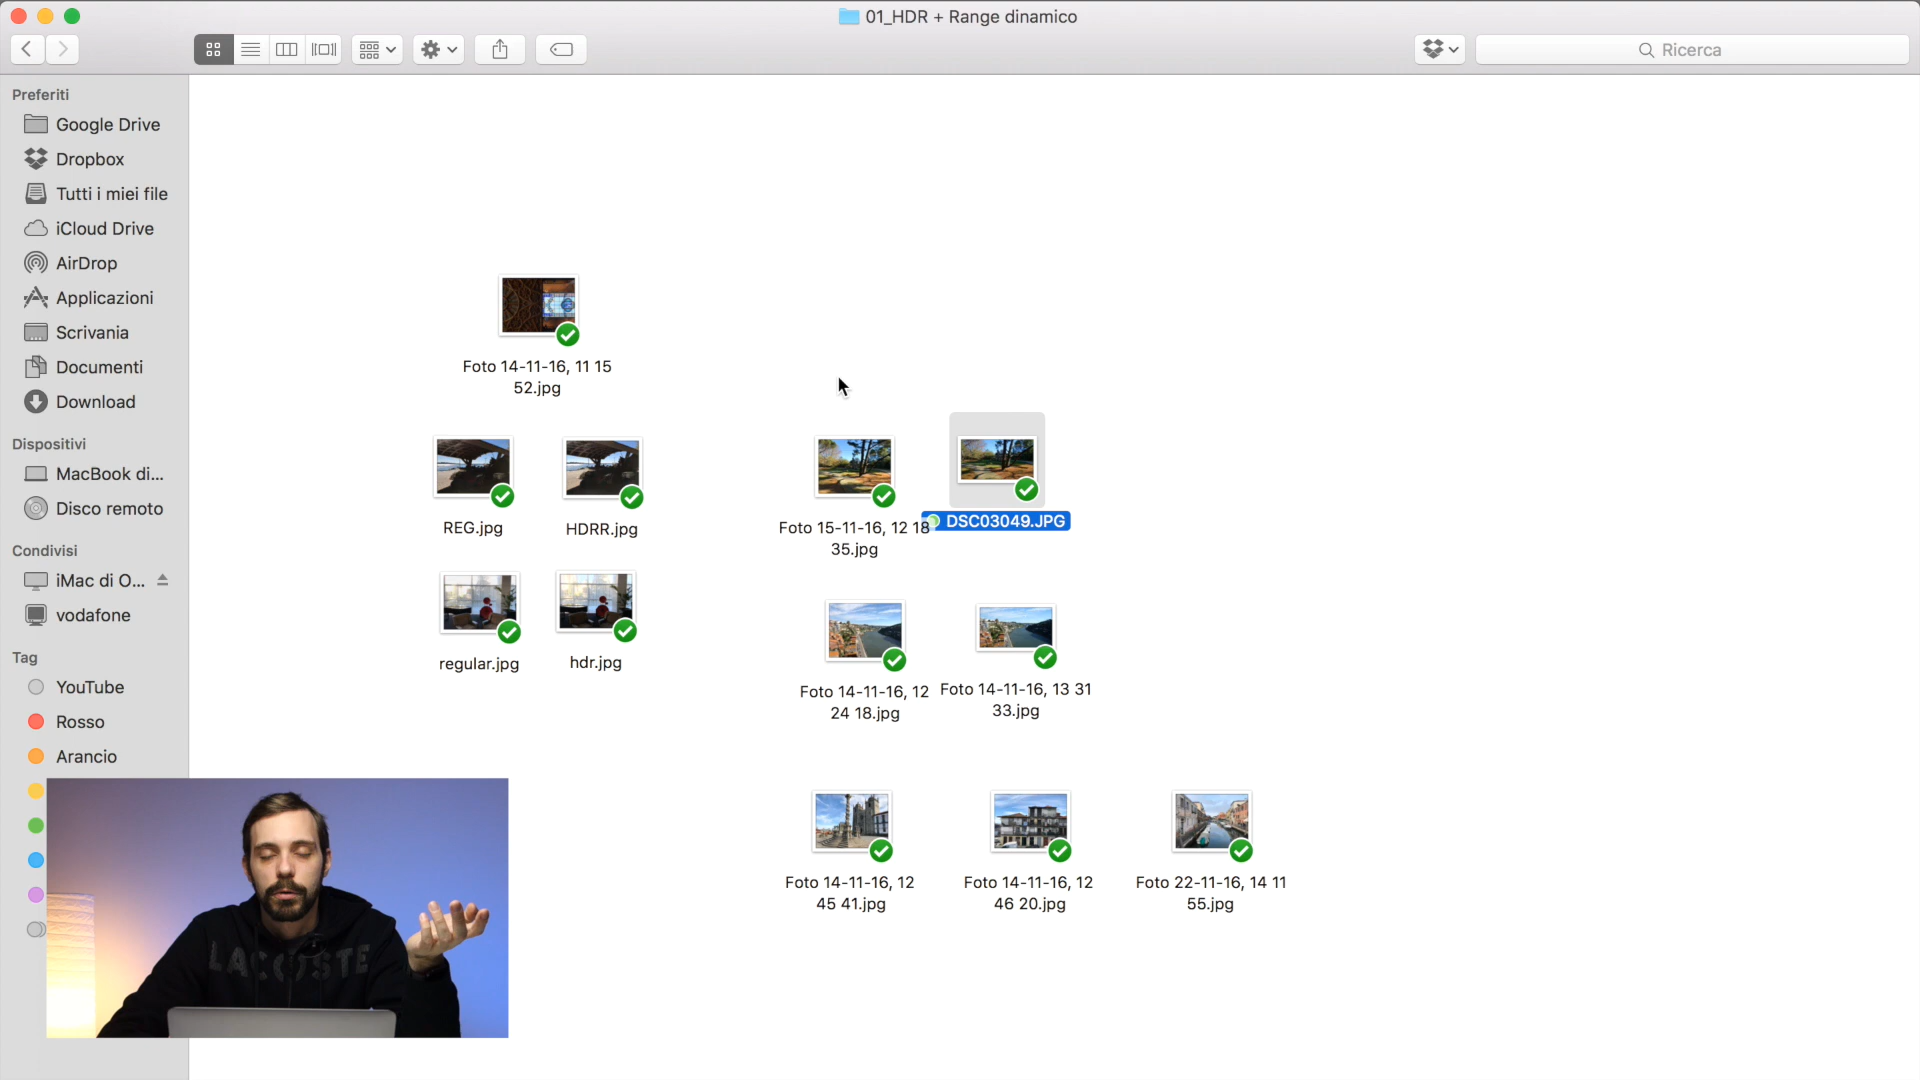 01_HDR + Range dinamico
Ricerca
Preferiti
Google Drive
Dropbox
Tutti i miei file
iCloud Drive
AirDrop
Applicazioni
Scrivania
Documenti
Download
Dispositivi
MacBook di...
Disco remoto
Condivisi
iMac di O...
vodafone
Tag
YouTube
Rosso
Arancio
Foto 14-11-16, 11 15
52.jpg
REG.jpg
HDRR.jpg
Foto 15-11-16, 12 18
35.jpg
DSC03049.JPG
regular.jpg
hdr.jpg
Foto 14-11-16, 12
24 18.jpg
Foto 14-11-16, 13 31
33.jpg
Foto 14-11-16, 12
45 41.jpg
Foto 14-11-16, 12
46 20.jpg
Foto 22-11-16, 14 11
55.jpg
LACOSTE